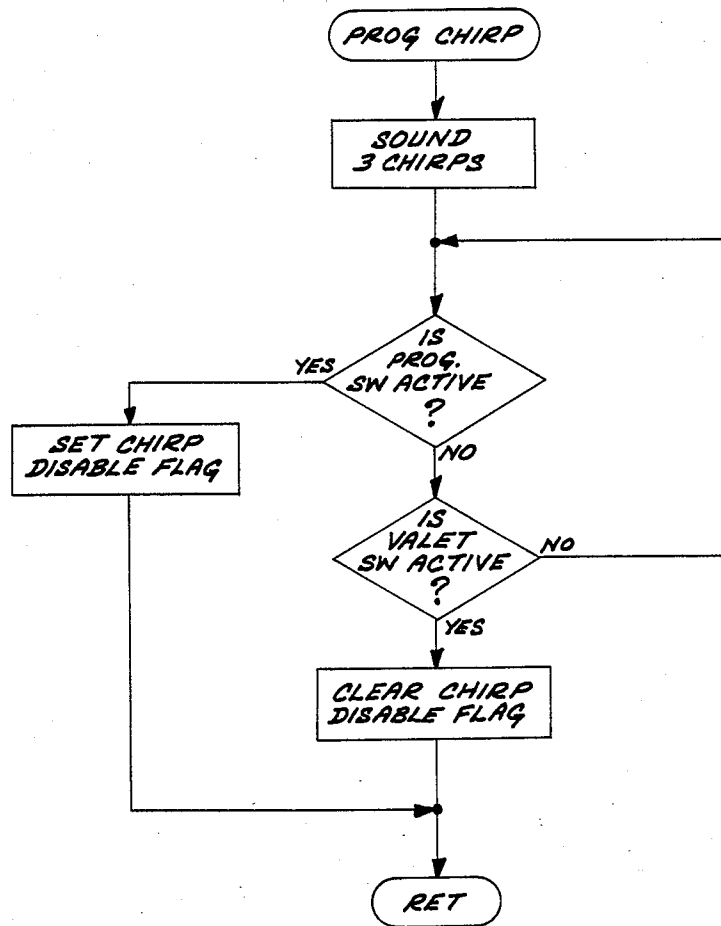 PROG CHIRP
SOUND
3 CHIRPS
IS
PROG.
SW ACTIVE
?
YES
NO
SET CHIRP
DISABLE FLAG
IS
VALET
SW ACTIVE
?
NO
YES
CLEAR CHIRP
DISABLE FLAG
RET